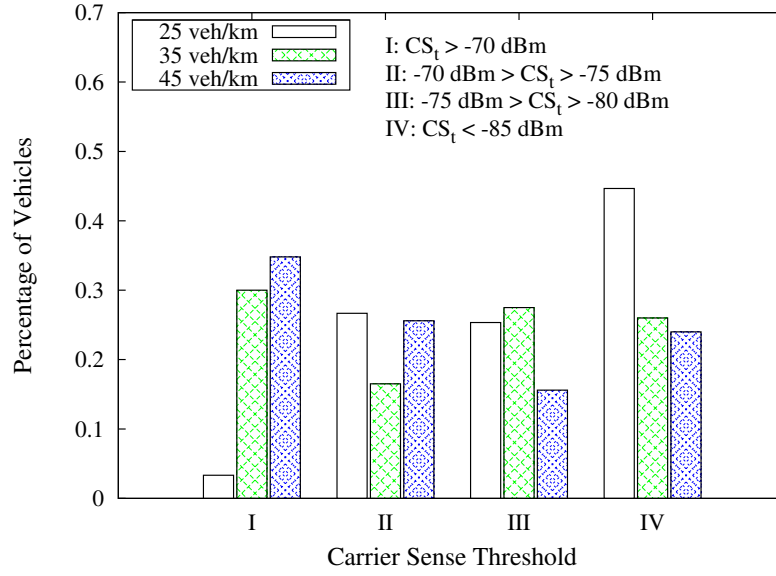 Percentage of Vehicles
0.7
0.6
0.5
0.4
0.3
0.2
0.1
0
25 veh/km
35 veh/km
45 veh/km
I: CSt > -70 dBm
II: -70 dBm > CSt > -75 dBm
III: -75 dBm > CSt > -80 dBm
IV: CSt < -85 dBm
I II III IV
Carrier Sense Threshold